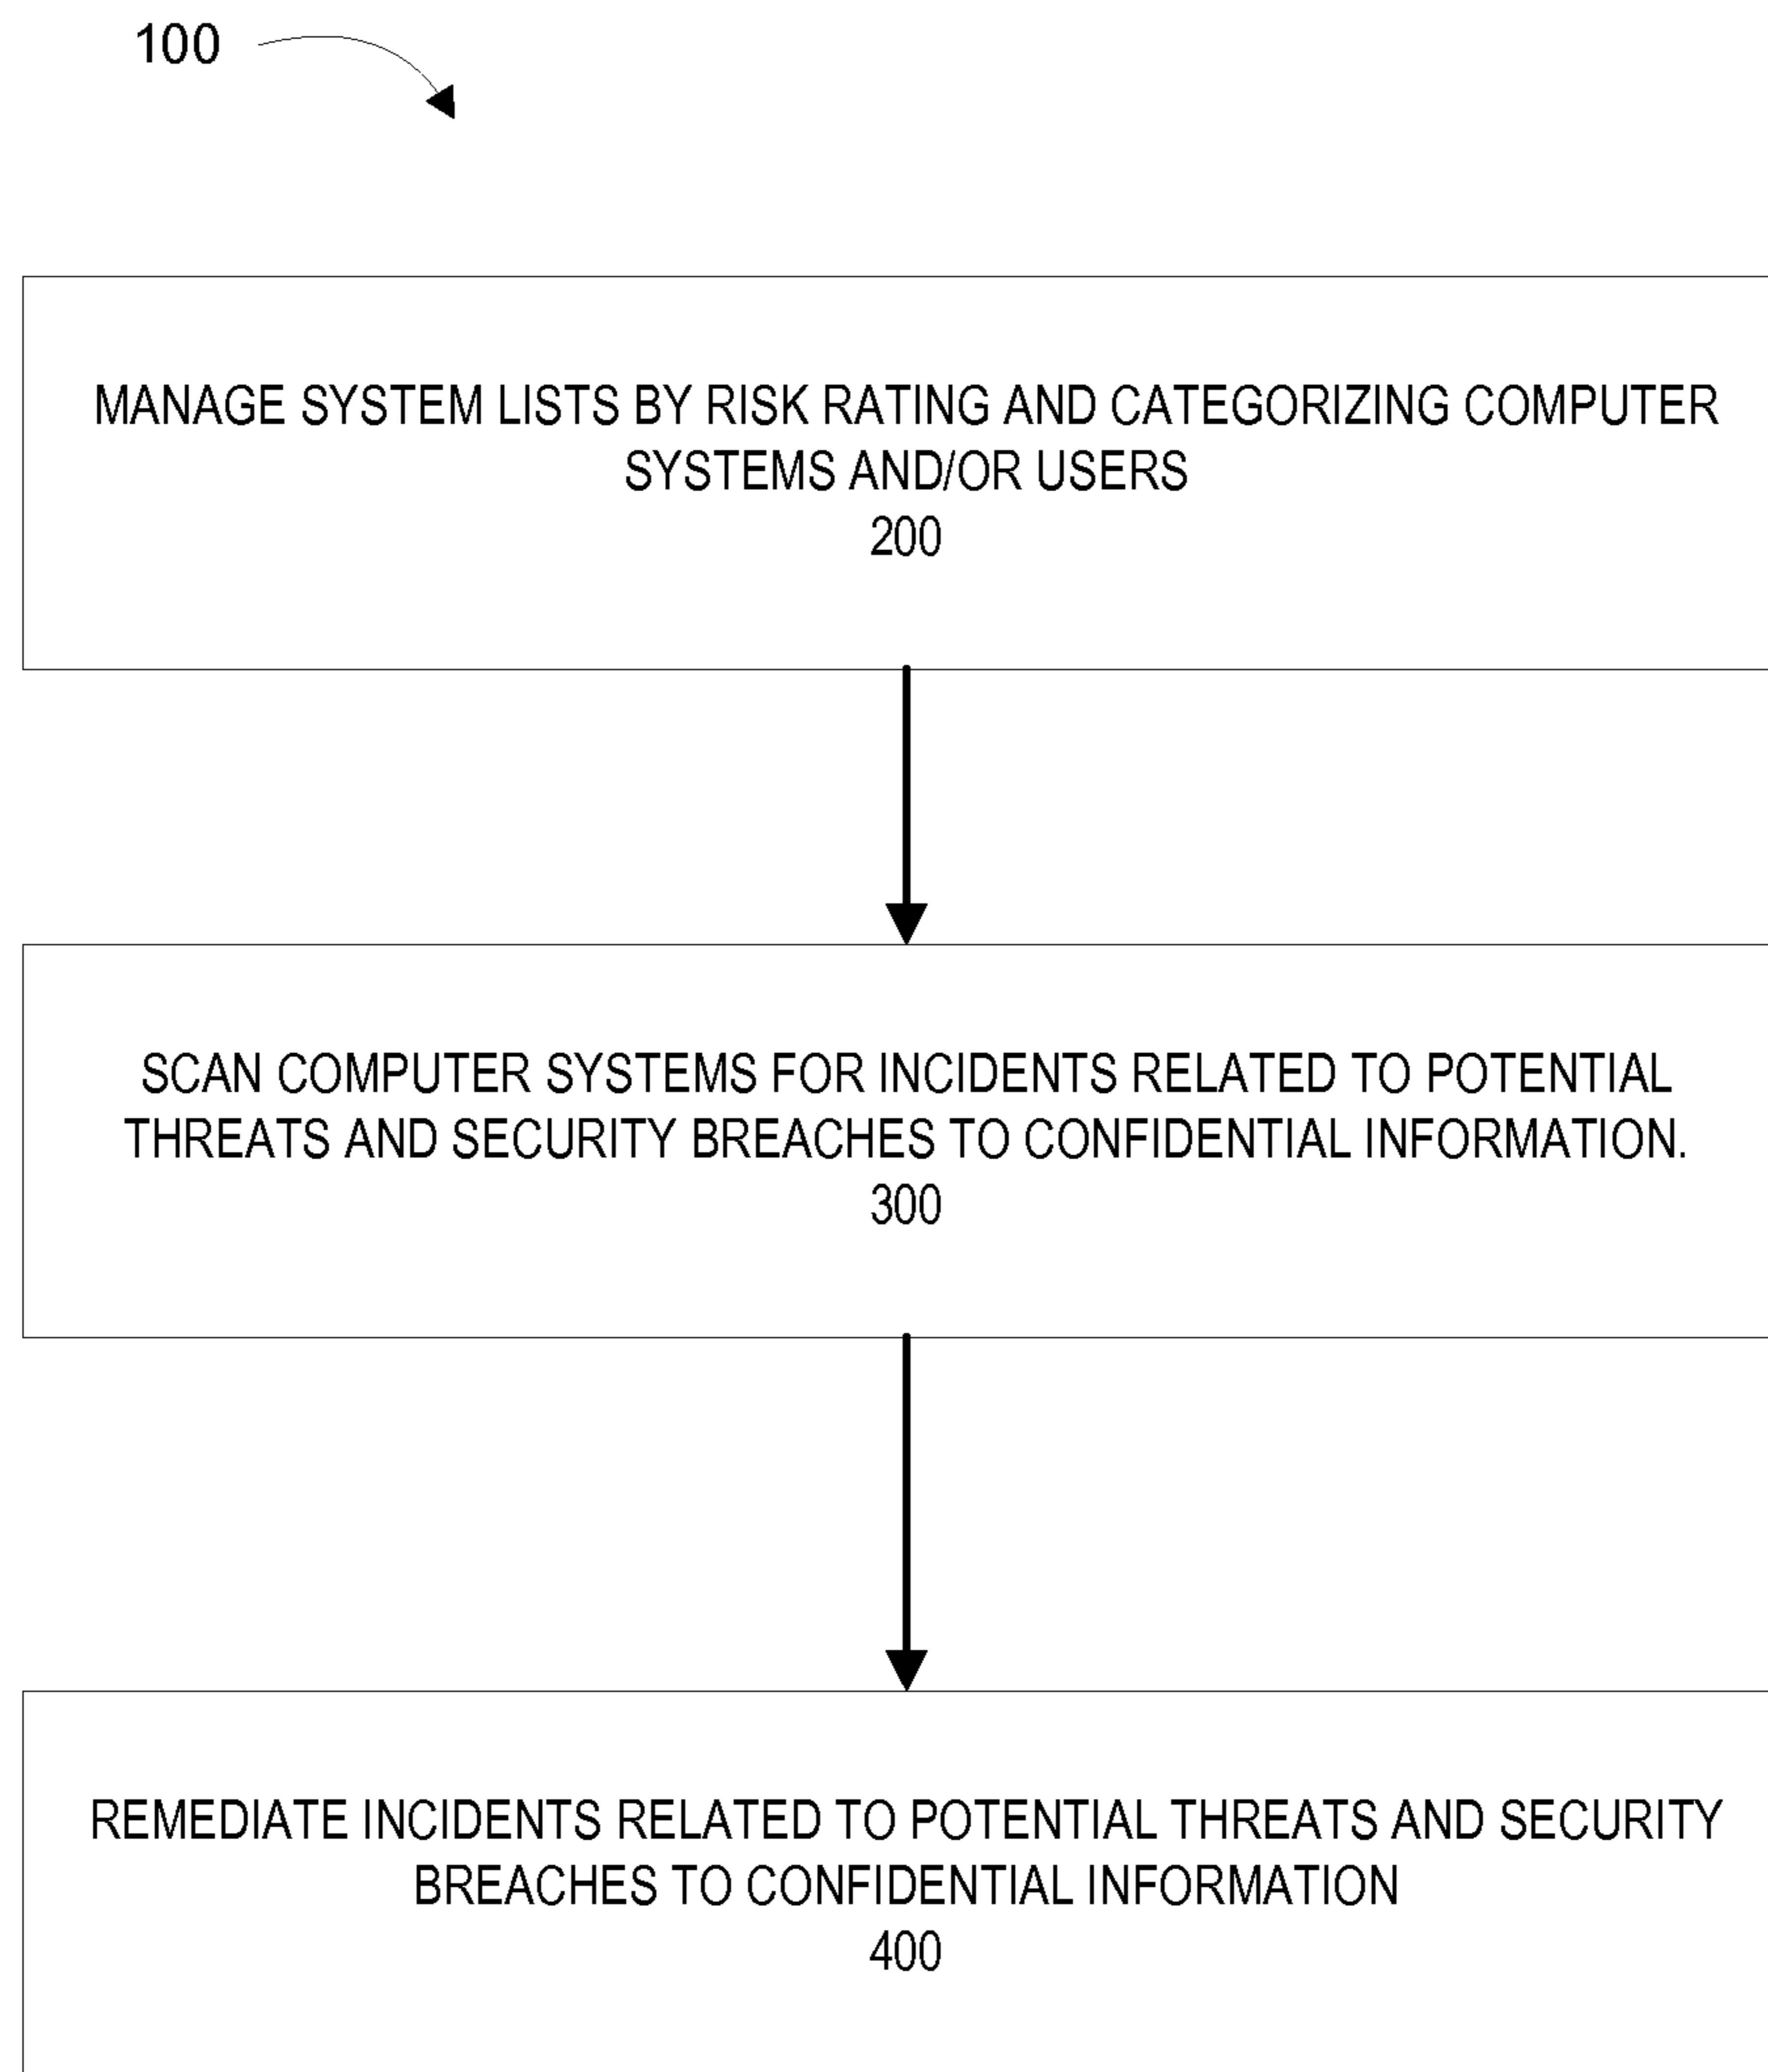 100
MANAGE SYSTEM LISTS BY RISK RATING AND CATEGORIZING COMPUTER
SYSTEMS AND/OR USERS
200
SCAN COMPUTER SYSTEMS FOR INCIDENTS RELATED TO POTENTIAL
THREATS AND SECURITY BREACHES TO CONFIDENTIAL INFORMATION.
300
REMEDIATE INCIDENTS RELATED TO POTENTIAL THREATS AND SECURITY
BREACHES TO CONFIDENTIAL INFORMATION
400